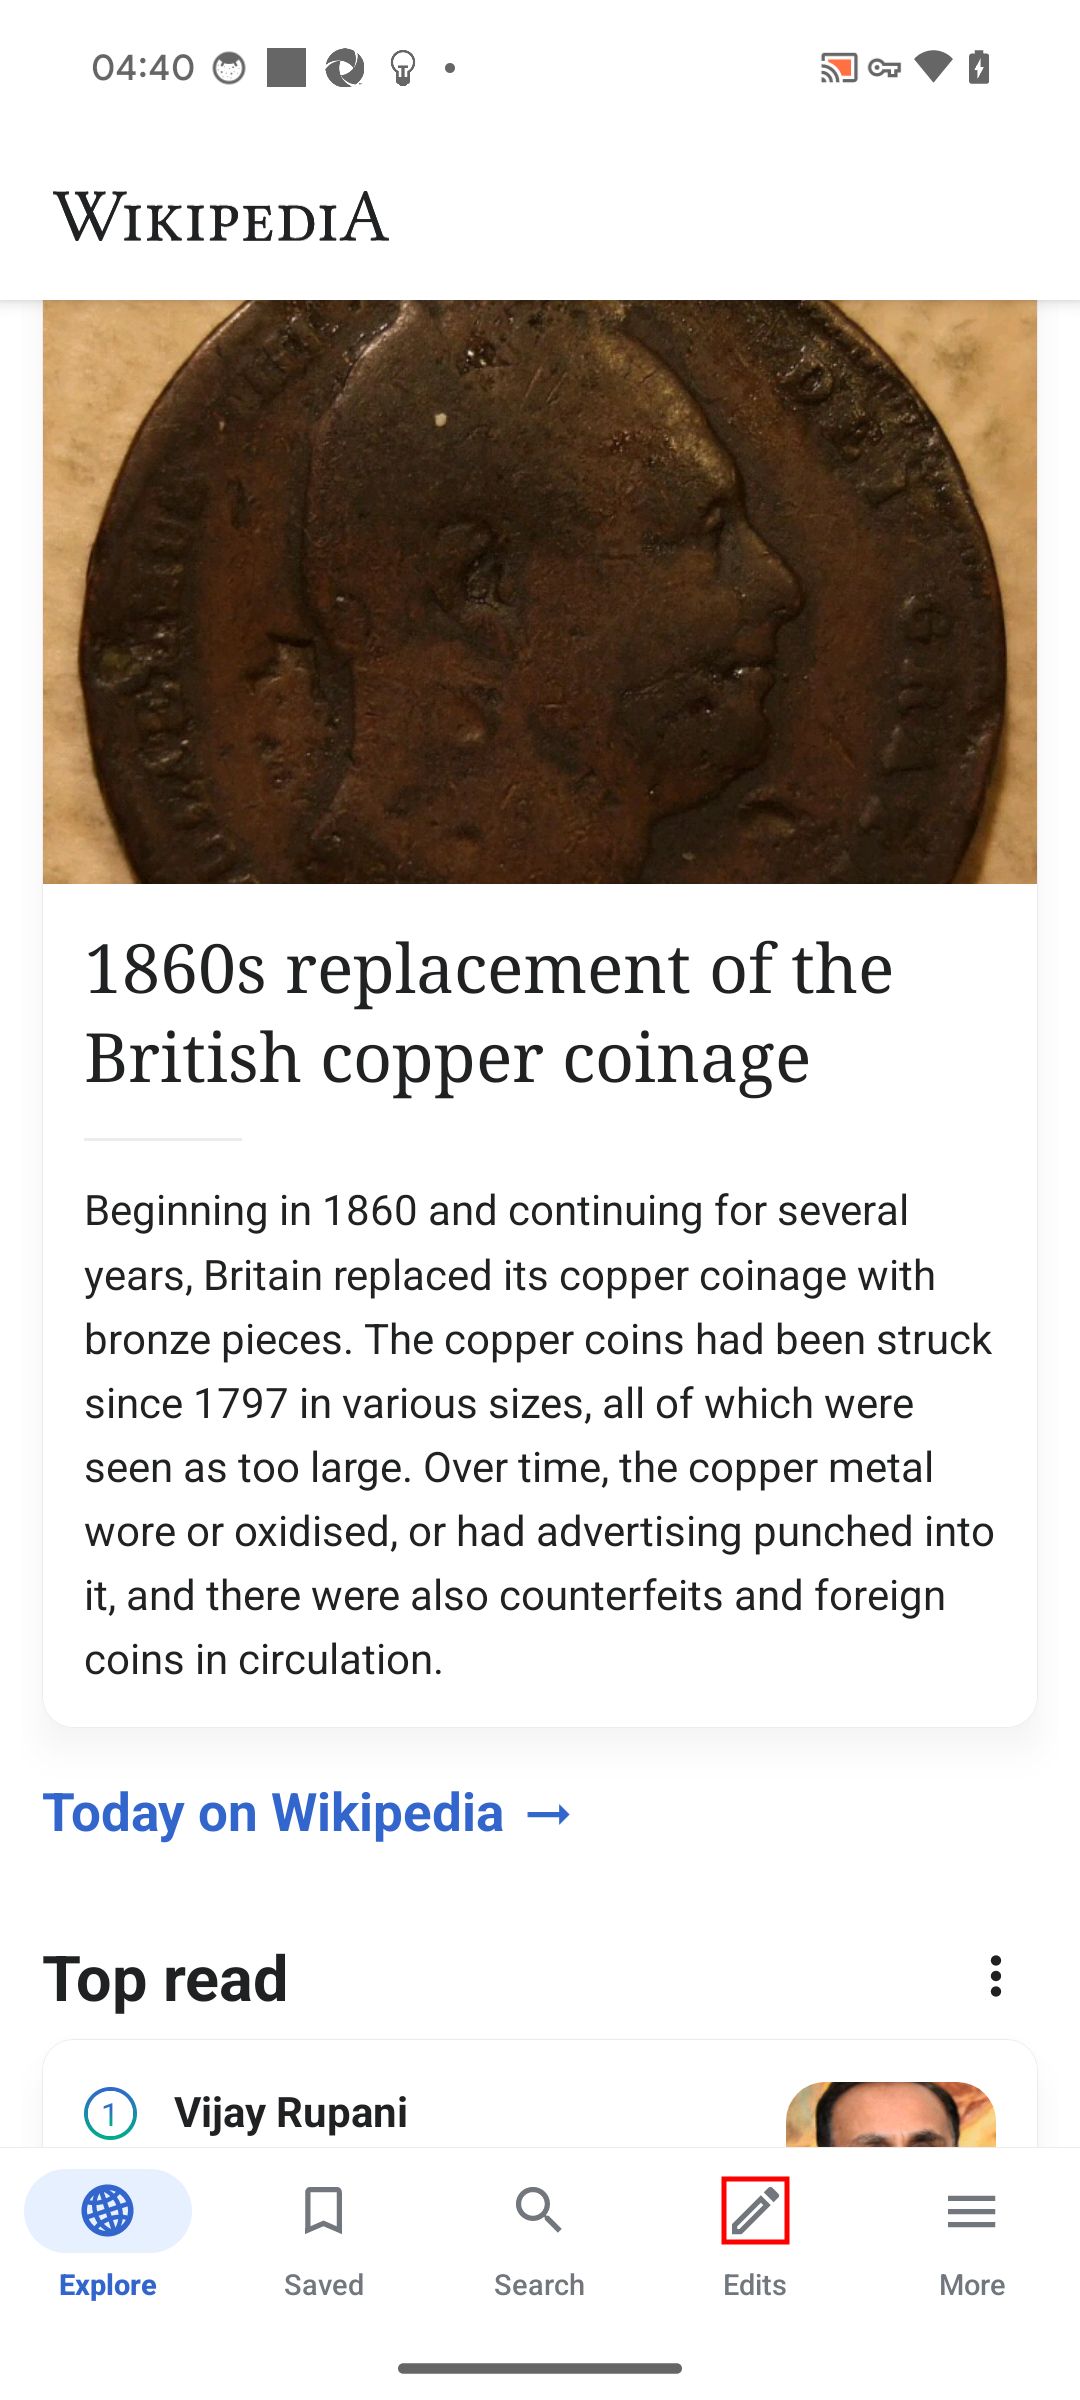 04:40
WIKIPEDIA
1860s replacement of the
British copper coinage
Beginning in 1860 and continuing for several
years, Britain replaced its copper coinage with
bronze pieces. The copper coins had been struck
since 1797 in various sizes, all of which were
seen as too large. Over time, the copper metal
wore or oxidised, or had advertising punched into
it, and there were also counterfeits and foreign
coins in circulation.
Today on Wikipedia →
Top read
1 Vijay Rupani
Explore Saved Search Edits More